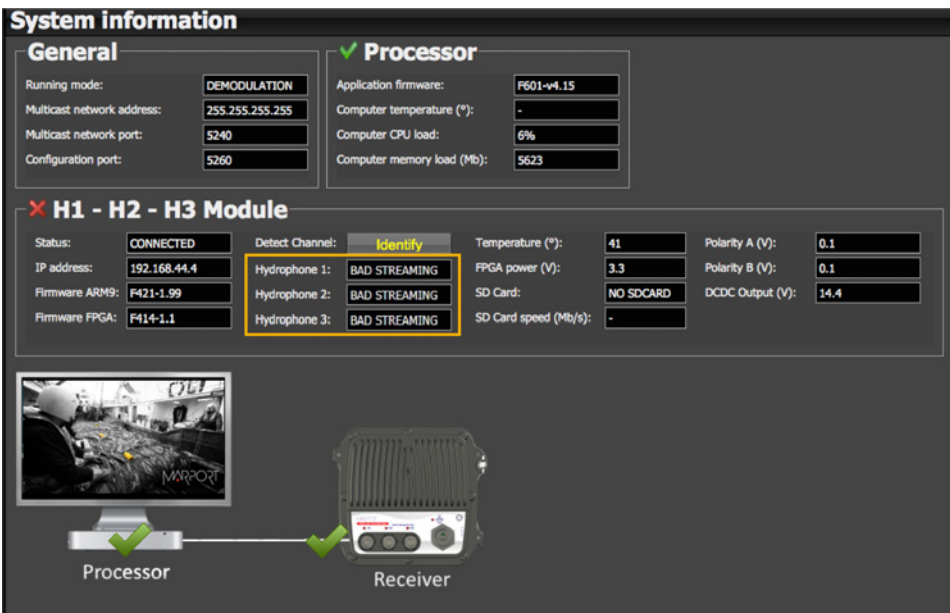 System information
General
Running mode: DEMODULATION
Multicast network address: 255.255.255.255
Multicast network port: 5240
Configuration port: 5260
Processor
Application firmware: F601-v4.15
Computer temperature (°): -
Computer CPU load: 6%
Computer memory load (Mb): 5623
H1 - H2 - H3 Module
Status: CONNECTED
IP address: 192.168.44.4
Firmware ARM9: F421-1.99
Firmware FPGA: F414-1.1
Detect Channel: Identify
Hydrophone 1: BAD STREAMING
Hydrophone 2: BAD STREAMING
Hydrophone 3: BAD STREAMING
Temperature (°): 41
FPGA power (V): 3.3
SD Card: NO SDCARD
SD Card speed (Mb/s): -
Polarity A (V): 0.1
Polarity B (V): 0.1
DCDC Output (V): 14.4
MARPORT
Processor
Receiver